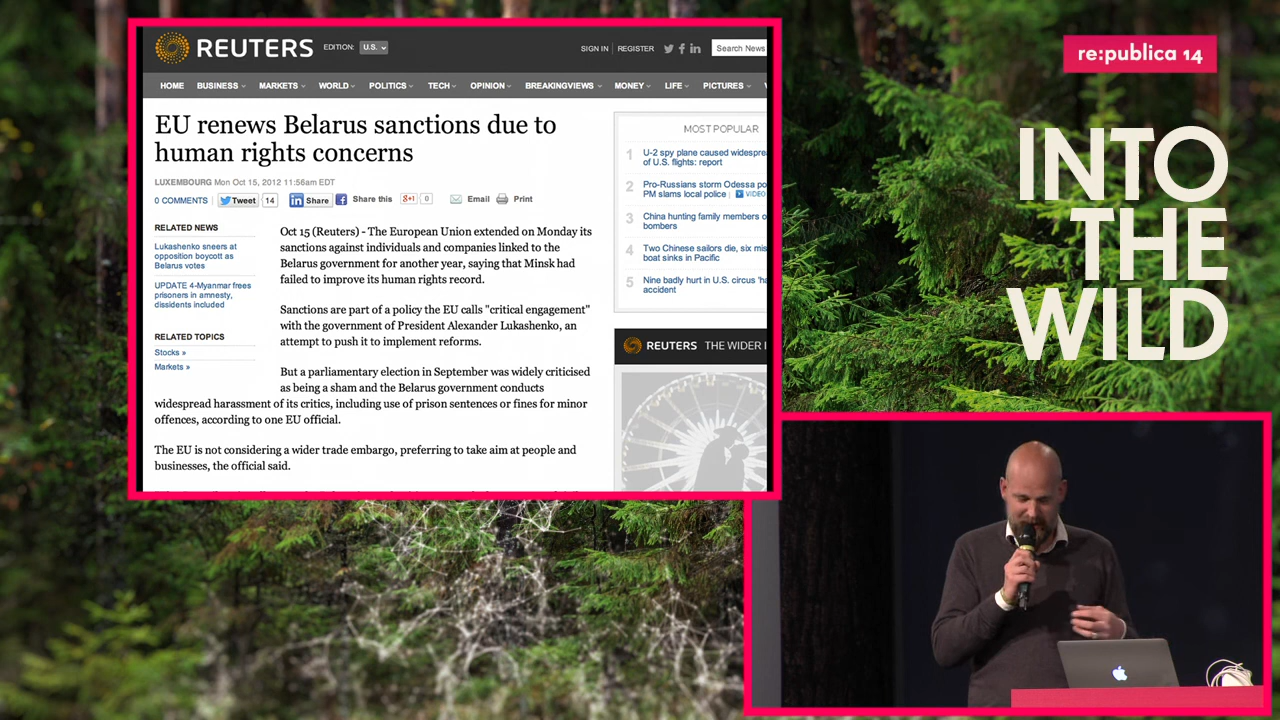 REUTERS
EDITION:
U.S.
SIGN IN
REGISTER
Search News
HOME
BUSINESS
MARKETS
WORLD
POLITICS
TECH
OPINION
BREAKINGVIEWS
MONEY
LIFE
PICTURES
EU renews Belarus sanctions due to
human rights concerns
LUXEMBOURG Mon Oct 15, 2012 11:56am EDT
0 COMMENTS
Tweet
14
Share
Share this
+1
0
Email
Print
RELATED NEWS
Lukashenko sneers at
opposition boycott as
Belarus votes
UPDATE 4-Myanmar frees
prisoners in amnesty,
dissidents included
RELATED TOPICS
Stocks »
Markets »
Oct 15 (Reuters) - The European Union extended on Monday its
sanctions against individuals and companies linked to the
Belarus government for another year, saying that Minsk had
failed to improve its human rights record.
Sanctions are part of a policy the EU calls "critical engagement"
with the government of President Alexander Lukashenko, an
attempt to push it to implement reforms.
But a parliamentary election in September was widely criticised
as being a sham and the Belarus government conducts
widespread harassment of its critics, including use of prison sentences or fines for minor
offences, according to one EU official.
The EU is not considering a wider trade embargo, preferring to take aim at people and
businesses, the official said.
MOST POPULAR
1 U-2 spy plane caused widesprea
of U.S. flights: report
2 Pro-Russians storm Odessa po
PM slams local police | VIDEO
3 China hunting family members o
bombers
4 Two Chinese sailors die, six mis
boat sinks in Pacific
5 Nine badly hurt in U.S. circus 'ha
accident
REUTERS THE WIDER
re:publica 14
INTO
THE
WILD